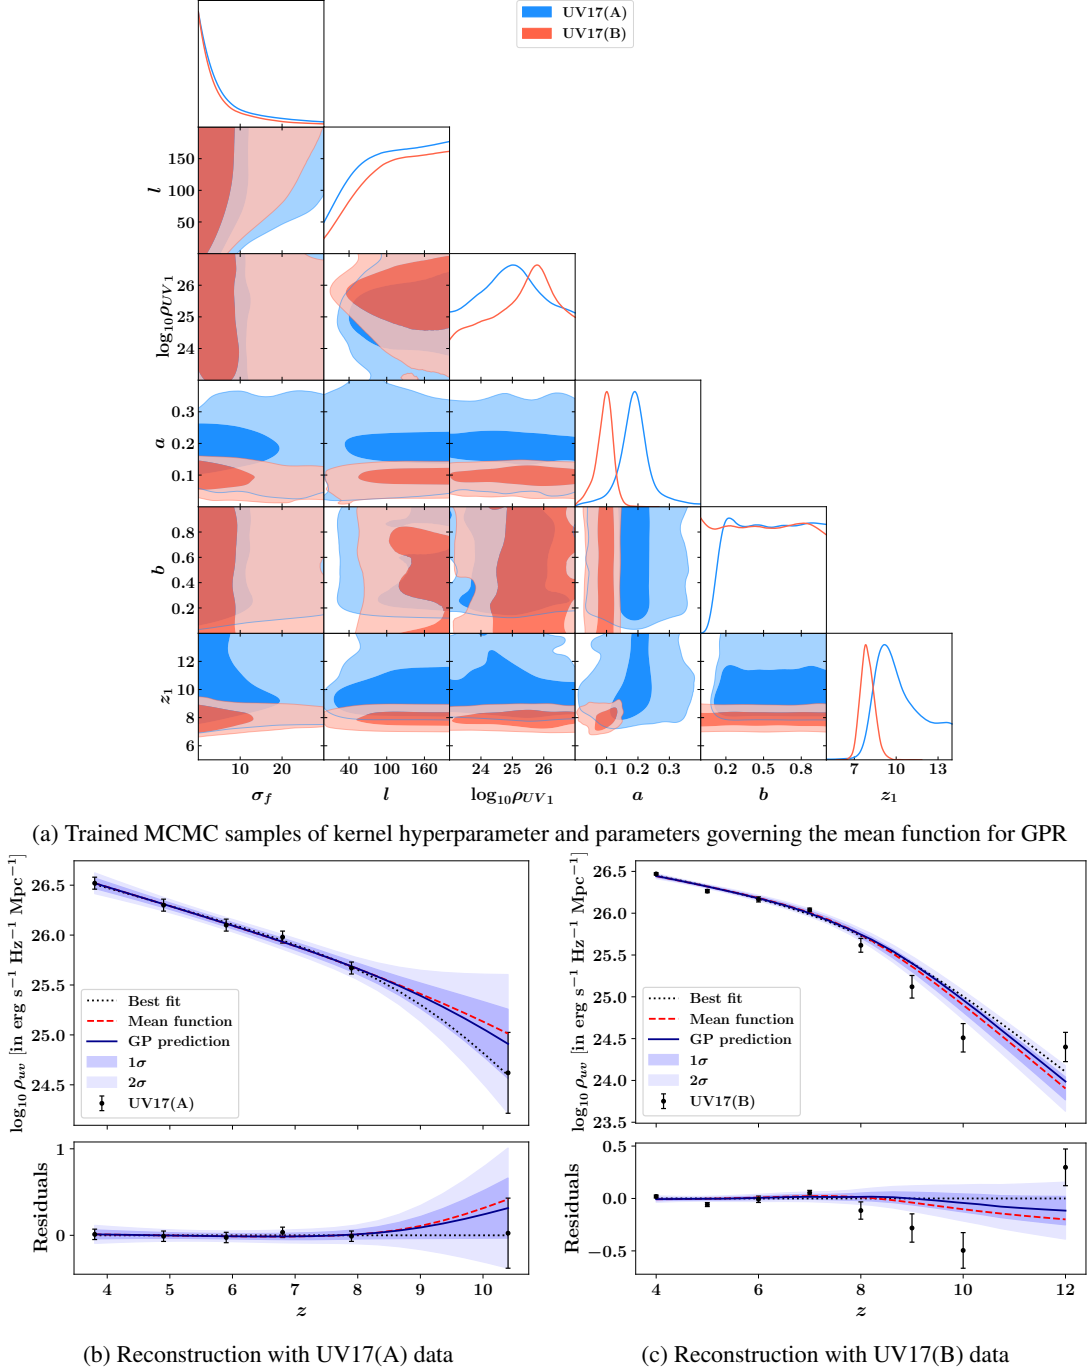 UV17(A)
UV17(B)
150
100
50
l
26
25
24
log₁₀ρ_UV₁
0.3
0.2
0.1
a
0.8
0.6
0.4
0.2
b
12
10
8
6
z₁
10 20
40 100 160
24 25 26
0.1 0.2 0.3
0.2 0.5 0.8
7 10 13
σ_f
l
log₁₀ρ_UV₁
a
b
z₁
(a) Trained MCMC samples of kernel hyperparameter and parameters governing the mean function for GPR
log₁₀ ρ_uv [in erg s⁻¹ Hz⁻¹ Mpc⁻¹]
26.5
26.0
25.5
25.0
24.5
Best fit
Mean function
GP prediction
1σ
2σ
UV17(A)
Residuals
1
0
4 5 6 7 8 9 10
z
log₁₀ ρ_uv [in erg s⁻¹ Hz⁻¹ Mpc⁻¹]
26.5
26.0
25.5
25.0
24.5
24.0
23.5
Best fit
Mean function
GP prediction
1σ
2σ
UV17(B)
Residuals
0.5
0.0
−0.5
4 6 8 10 12
z
(b) Reconstruction with UV17(A) data
(c) Reconstruction with UV17(B) data